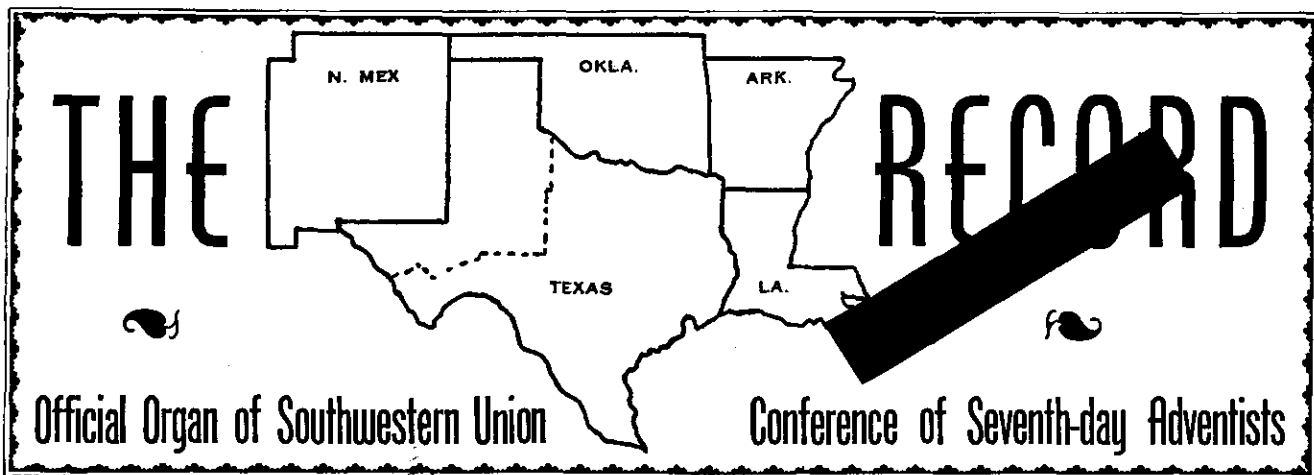 THE RECORD
N. MEX
OKLA.
ARK.
TEXAS
LA.
Official Organ of Southwestern Union Conference of Seventh-day Adventists